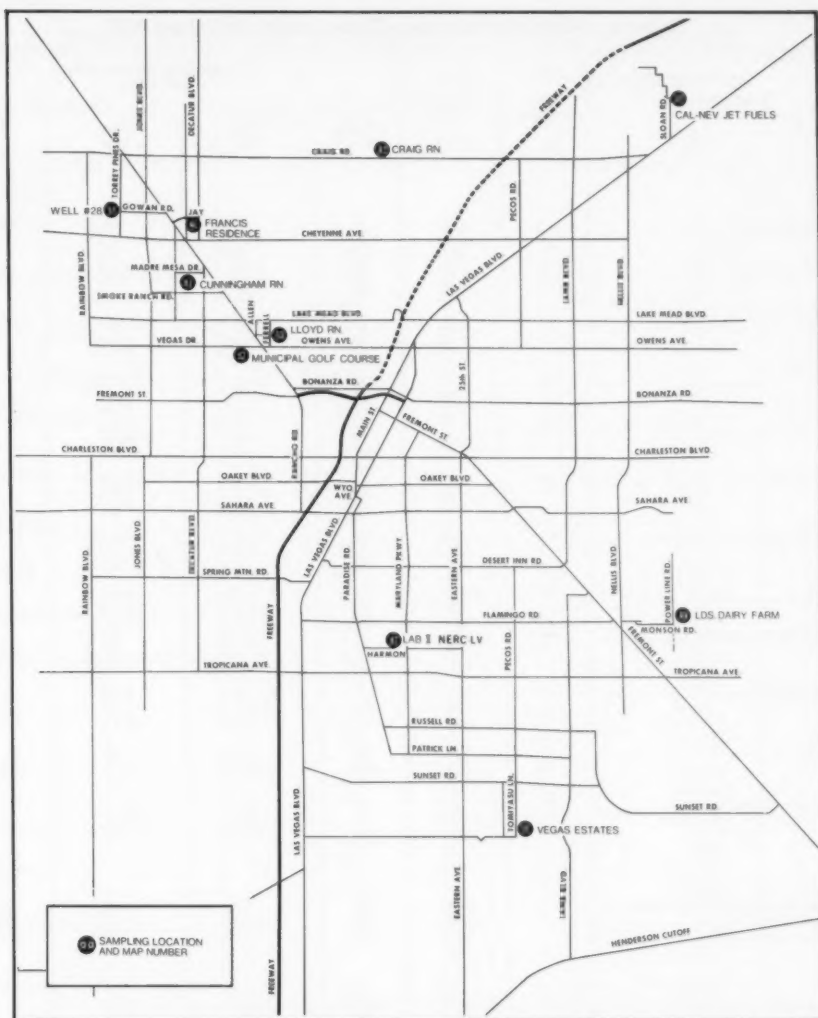 FREEWAY
SLOAN RD.
CAL-NEV JET FUELS
JONES BLVD.
DECATUR BLVD.
TORREY PINES DR.
CRAIG RD.
CRAIG RN.
PECOS RD.
WELL #28
GOWAN RD.
JAY
FRANCIS
RESIDENCE
CHEYENNE AVE.
LAS VEGAS BLVD.
LAMB BLVD.
NELLIS BLVD.
RAINBOW BLVD.
MADRE MESA DR.
CUNNINGHAM RN.
SMOKE RANCH RD.
ALLEN
FERRELL
LAKE MEAD BLVD.
LAKE MEAD BLVD.
LLOYD RN.
VEGAS DR.
OWENS AVE.
OWENS AVE.
MUNICIPAL GOLF COURSE
25th ST.
BONANZA RD.
FREMONT ST.
BONANZA RD.
MAIN ST.
FREMONT ST.
CHARLESTON BLVD.
RANCHO RD.
CHARLESTON BLVD.
OAKEY BLVD.
WYO
AVE.
OAKEY BLVD.
SAHARA AVE.
SAHARA AVE.
RAINBOW BLVD.
JONES BLVD.
DECATUR BLVD.
LAS VEGAS BLVD
PARADISE RD.
MARYLAND PKWY
EASTERN AVE
DESERT INN RD.
NELLIS BLVD
POWER LINE RD.
SPRING MTN. RD.
FREEWAY
FLAMINGO RD
LDS DAIRY FARM
MONSON RD.
LAB II NERC LV
HARMON
PECOS RD
FREMONT ST.
TROPICANA AVE.
TROPICANA AVE.
RUSSELL RD.
PATRICK LN.
SUNSET RD.
SUNSET RD.
LAS VEGAS BLVD
TOMIYASU LN.
VEGAS ESTATES
EASTERN AVE.
LAMB BLVD
SAMPLING LOCATION
AND MAP NUMBER
FREEWAY
HENDERSON CUTOFF